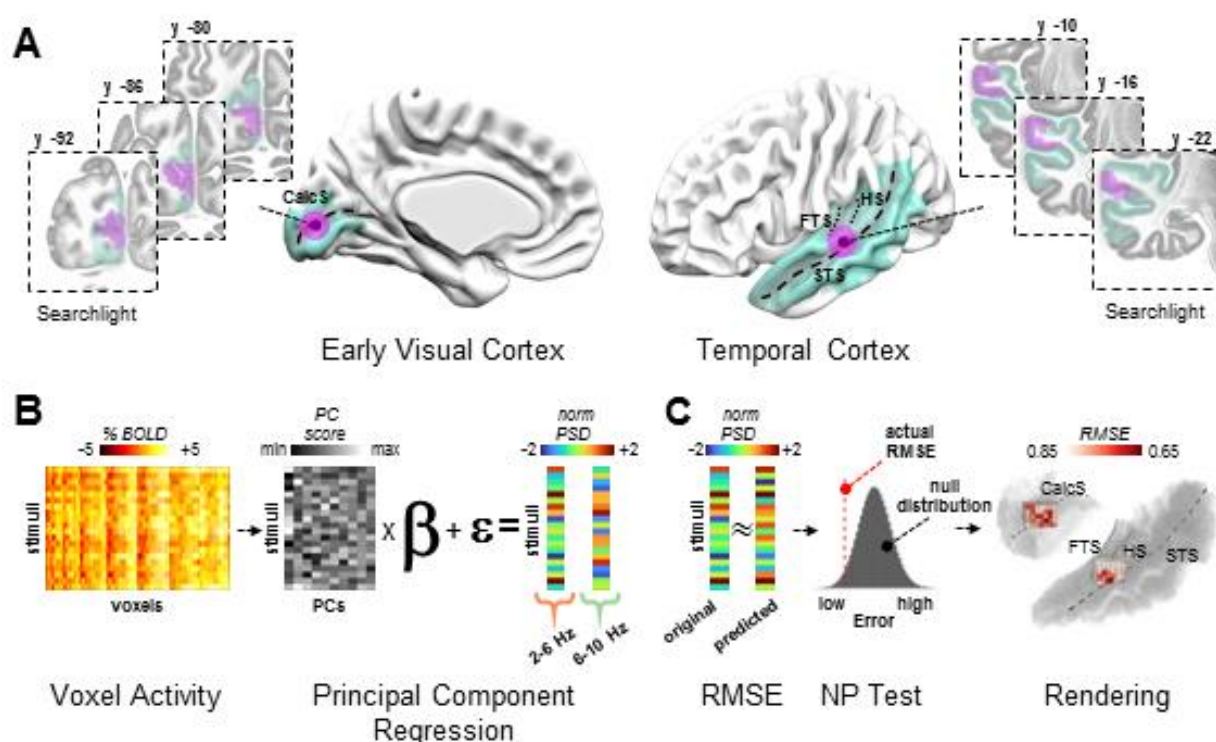 A
y -80
y -86
y -92
CalcS
Searchlight
Early Visual Cortex
y -10
y -16
y -22
HS
FTS
STS
Searchlight
Temporal Cortex
B
% BOLD
-5 +5
stimuli
voxels
Voxel Activity
PC
score
min max
stimuli
PCs
x β + ε =
norm
PSD
-2 +2
stimuli
2-6 Hz
6-10 Hz
Principal Component
Regression
C
norm
PSD
-2 +2
stimuli
≈
original
predicted
RMSE
actual
RMSE
null
distribution
low high
Error
NP Test
RMSE
0.85 0.65
CalcS
FTS
HS
STS
Rendering